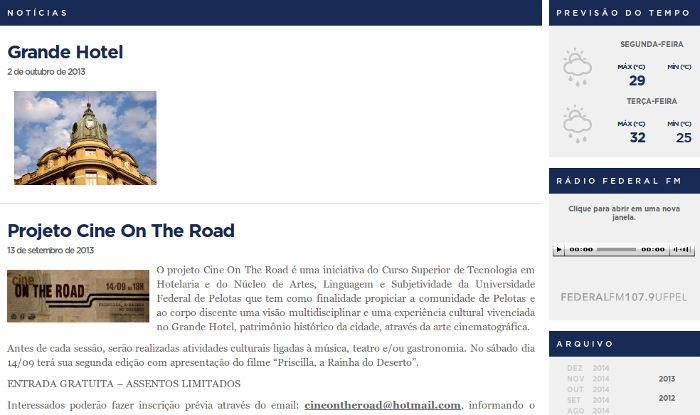 NOTÍCIAS
Grande Hotel
2 de outubro de 2013
Projeto Cine On The Road
13 de setembro de 2013
cine
ON THE ROAD
14/09 às 18H
O projeto Cine On The Road é uma iniciativa do Curso Superior de Tecnologia em
Hotelaria e do Núcleo de Artes, Linguagem e Subjetividade da Universidade
Federal de Pelotas que tem como finalidade propiciar a comunidade de Pelotas e
ao corpo discente uma visão multidisciplinar e uma experiência cultural vivenciada
no Grande Hotel, patrimônio histórico da cidade, através da arte cinematográfica.
Antes de cada sessão, serão realizadas atividades culturais ligadas à música, teatro e/ou gastronomia. No sábado dia
14/09 terá sua segunda edição com apresentação do filme “Priscilla, a Rainha do Deserto”.
ENTRADA GRATUITA – ASSENTOS LIMITADOS
Interessados poderão fazer inscrição prévia através do email: cineontheroad@hotmail.com, informando o
PREVISÃO DO TEMPO
SEGUNDA-FEIRA
MÁX (ºC) MÍN (ºC)
29
TERÇA-FEIRA
MÁX (ºC) MÍN (ºC)
32 25
RÁDIO FEDERAL FM
Clique para abrir em uma nova
janela.
00:00 00:00
FEDERALFM107.9UFPEL
ARQUIVO
DEZ 2014
NOV 2014 2013
OUT 2014
SET 2014 2012
AGO 2014